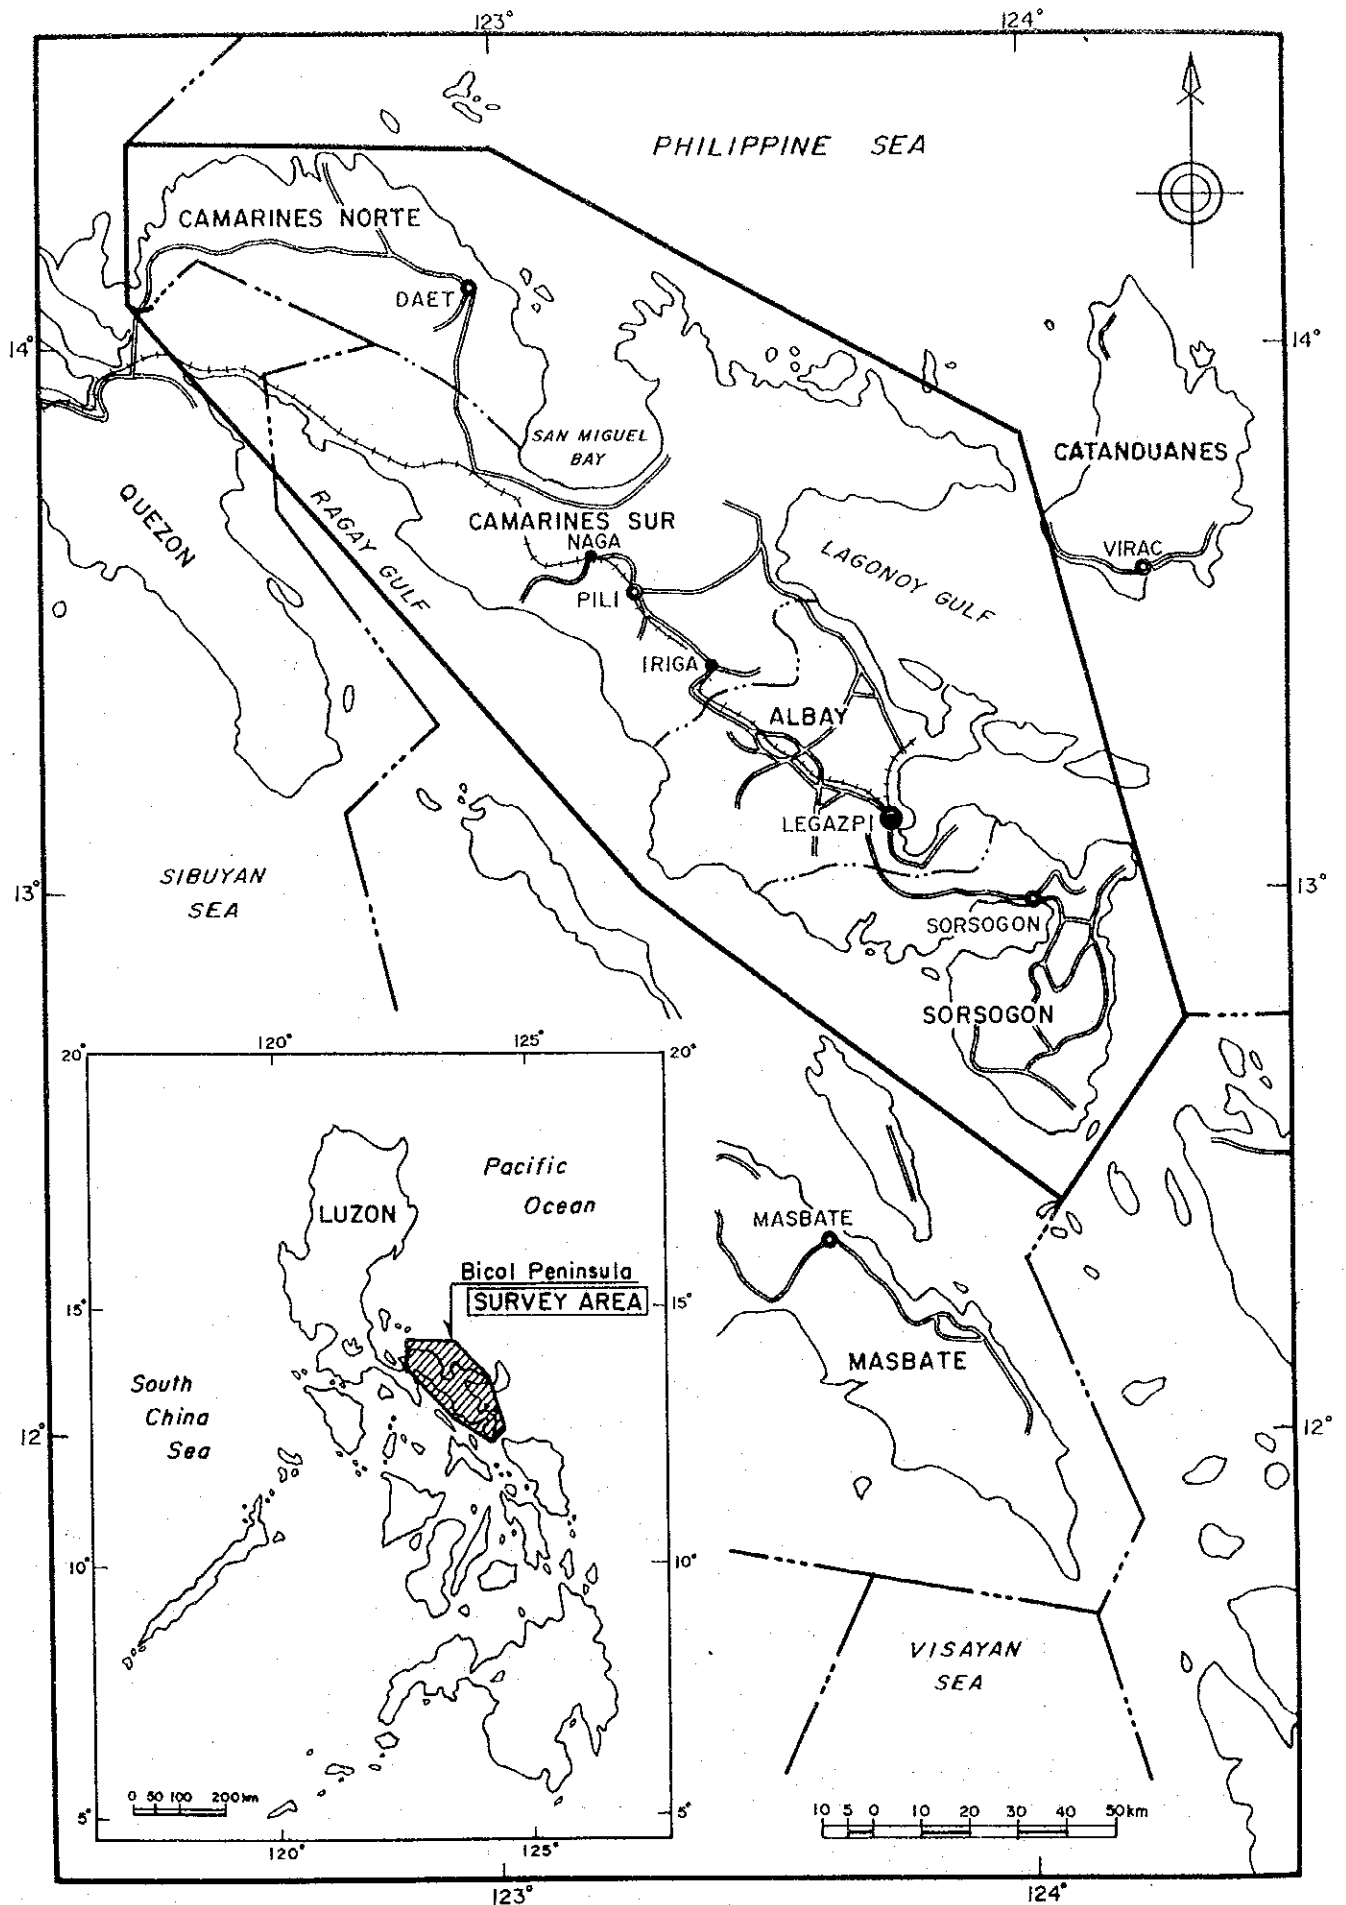 123°
124°
PHILIPPINE SEA
CAMARINES NORTE
DAET
14°
14°
SAN MIGUEL
BAY
CATANDUANES
QUEZON
RAGAY GULF
CAMARINES SUR
NAGA
LAGONOY GULF
VIRAC
PILI
IRIGA
ALBAY
LEGAZPI
SIBUYAN
SEA
13°
13°
SORSOGON
SORSOGON
120°
125°
20°
20°
Pacific
Ocean
LUZON
MASBATE
Bicol Peninsula
SURVEY AREA
15°
15°
MASBATE
South
China
Sea
12°
12°
10°
10°
VISAYAN
SEA
0 50 100 200km
10 5 0 10 20 30 40 50km
5°
5°
120°
125°
123°
124°